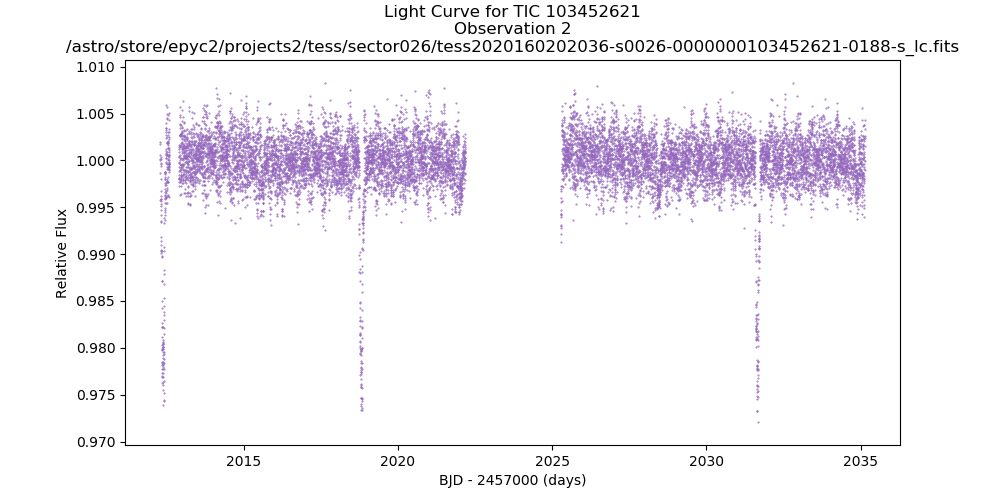 Light Curve for TIC 103452621
Observation 2
/astro/store/epyc2/projects2/tess/sector026/tess2020160202036-s0026-0000000103452621-0188-s_lc.fits
1.010
1.005
1.000
0.995
0.990
0.985
0.980
0.975
0.970
Relative Flux
2015
2020
2025
2030
2035
BJD - 2457000 (days)